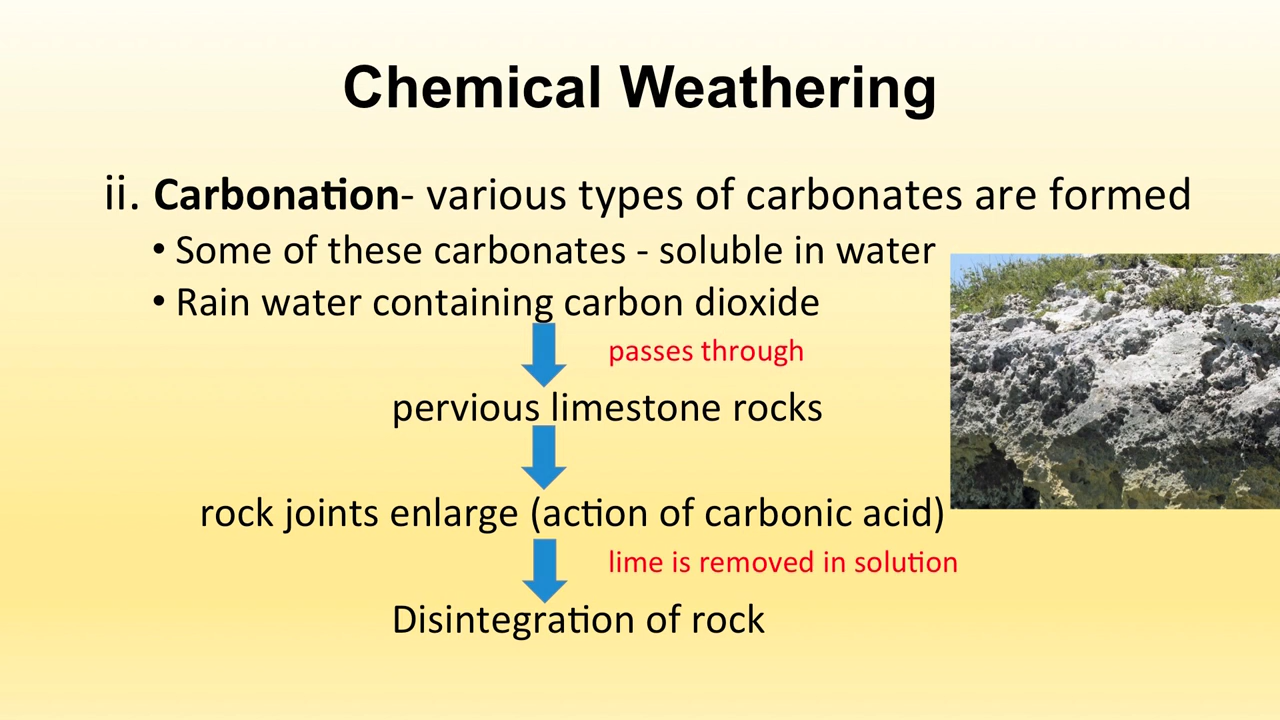 Chemical Weathering
ii. Carbonation- various types of carbonates are formed
• Some of these carbonates - soluble in water
• Rain water containing carbon dioxide
passes through
pervious limestone rocks
rock joints enlarge (action of carbonic acid)
lime is removed in solution
Disintegration of rock